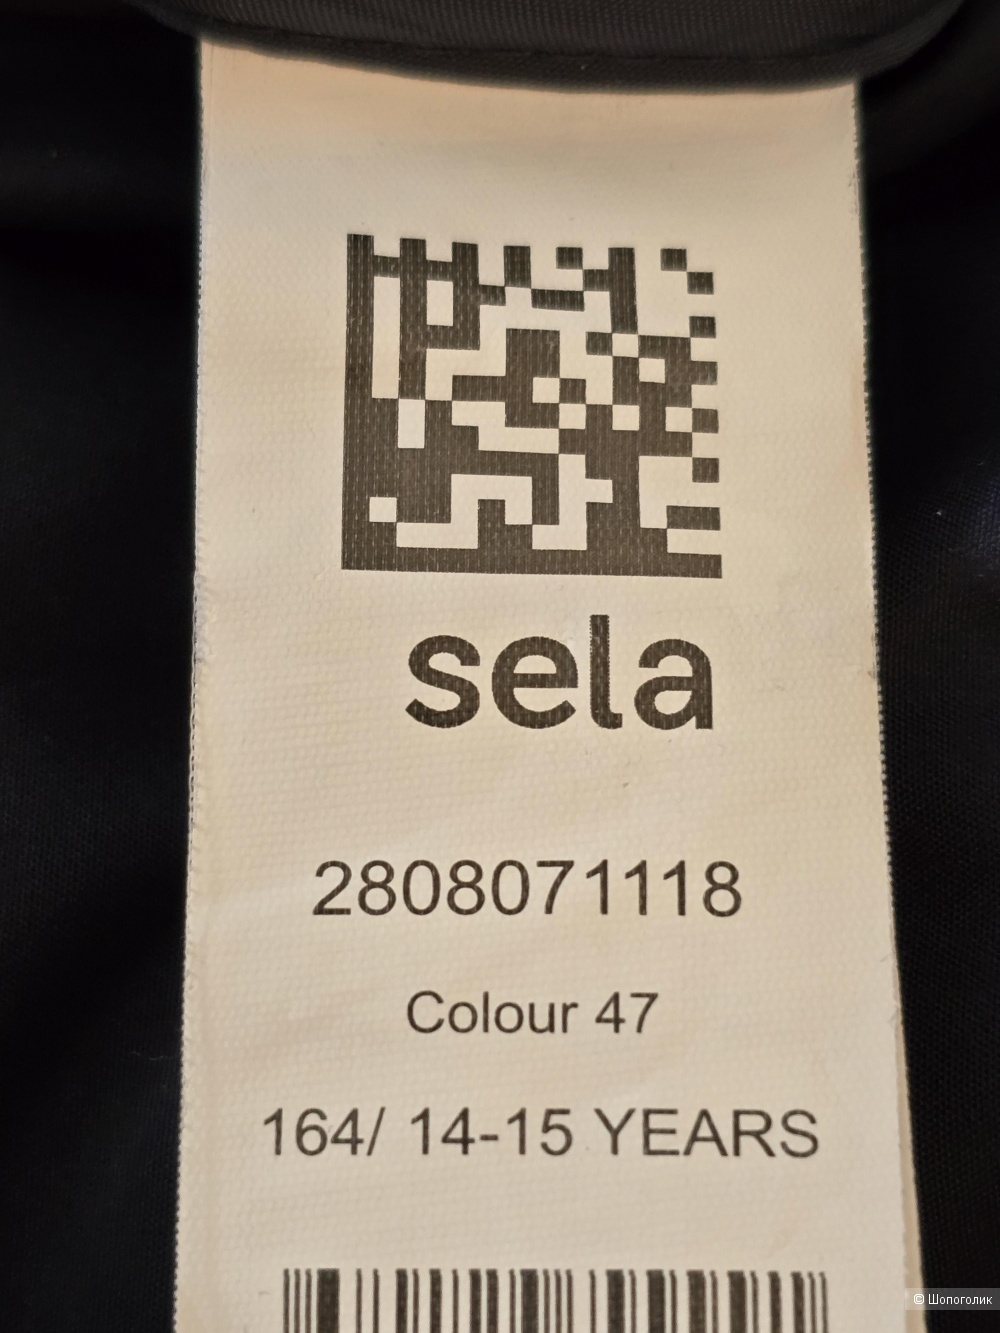 sela
2808071118
Colour 47
164/ 14-15 YEARS
© Шопоголик